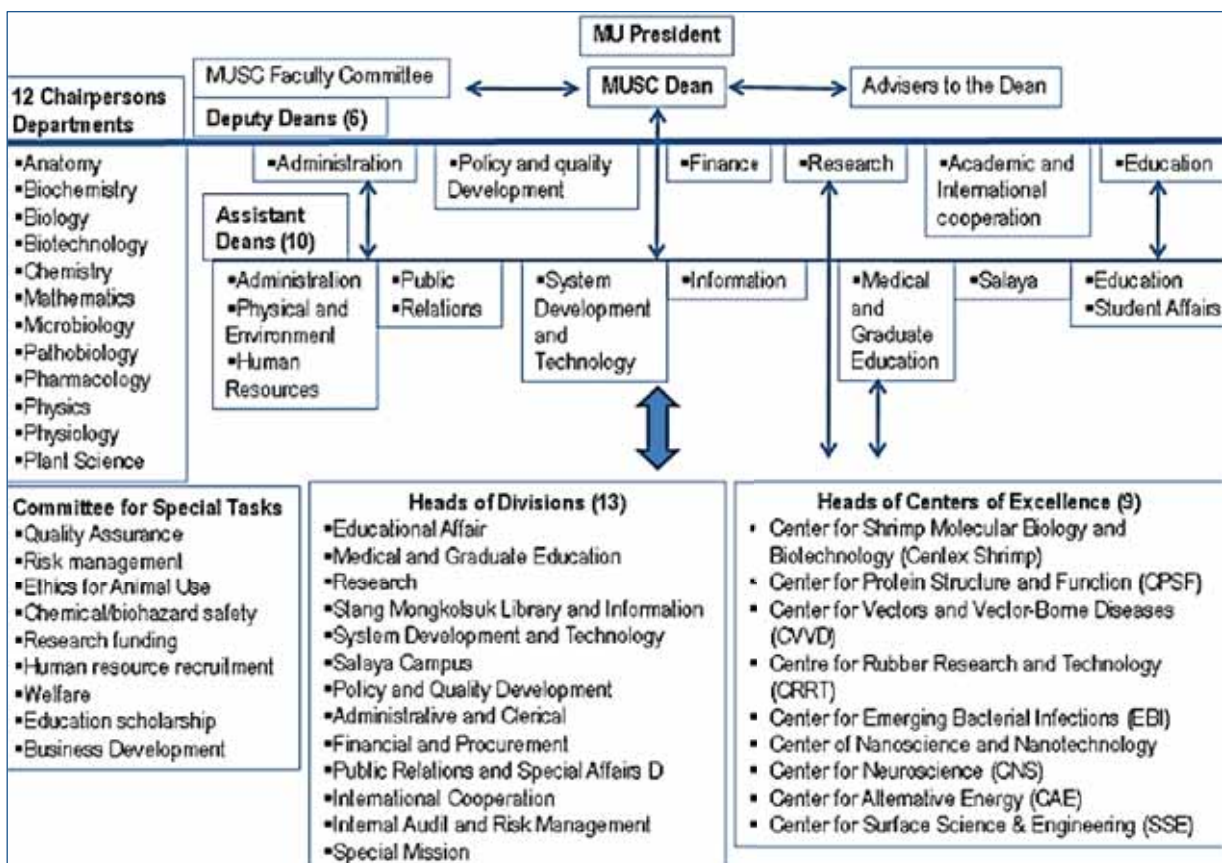 MU President
MUSC Faculty Committee
MUSC Dean
Advisers to the Dean
12 Chairpersons
Departments
Deputy Deans (6)
▪Anatomy
▪Biochemistry
▪Biology
▪Biotechnology
▪Chemistry
▪Mathematics
▪Microbiology
▪Pathobiology
▪Pharmacology
▪Physics
▪Physiology
▪Plant Science
▪Administration
▪Policy and quality
Development
▪Finance
▪Research
▪Academic and
International
cooperation
▪Education
Assistant
Deans (10)
▪Administration
▪Physical and
Environment
▪Human
Resources
▪Public
▪Relations
▪System
Development
and
Technology
▪Information
▪Medical
and
Graduate
Education
▪Salaya
▪Education
▪Student Affairs
Committee for Special Tasks
▪Quality Assurance
▪Risk management
▪Ethics for Animal Use
▪Chemical/biohazard safety
▪Research funding
▪Human resource recruitment
▪Welfare
▪Education scholarship
▪Business Development
Heads of Divisions (13)
▪Educational Affair
▪Medical and Graduate Education
▪Research
▪Stang Mongkolsuk Library and Information
▪System Development and Technology
▪Salaya Campus
▪Policy and Quality Development
▪Administrative and Clerical
▪Financial and Procurement
▪Public Relations and Special Affairs D
▪International Cooperation
▪Internal Audit and Risk Management
▪Special Mission
Heads of Centers of Excellence (9)
▪ Center for Shrimp Molecular Biology and
Biotechnology (Centex Shrimp)
▪ Center for Protein Structure and Function (CPSF)
▪ Center for Vectors and Vector-Borne Diseases
(CVVD)
▪ Centre for Rubber Research and Technology
(CRRT)
▪ Center for Emerging Bacterial Infections (EBI)
▪ Center of Nanoscience and Nanotechnology
▪ Center for Neuroscience (CNS)
▪ Center for Alternative Energy (CAE)
▪ Center for Surface Science & Engineering (SSE)